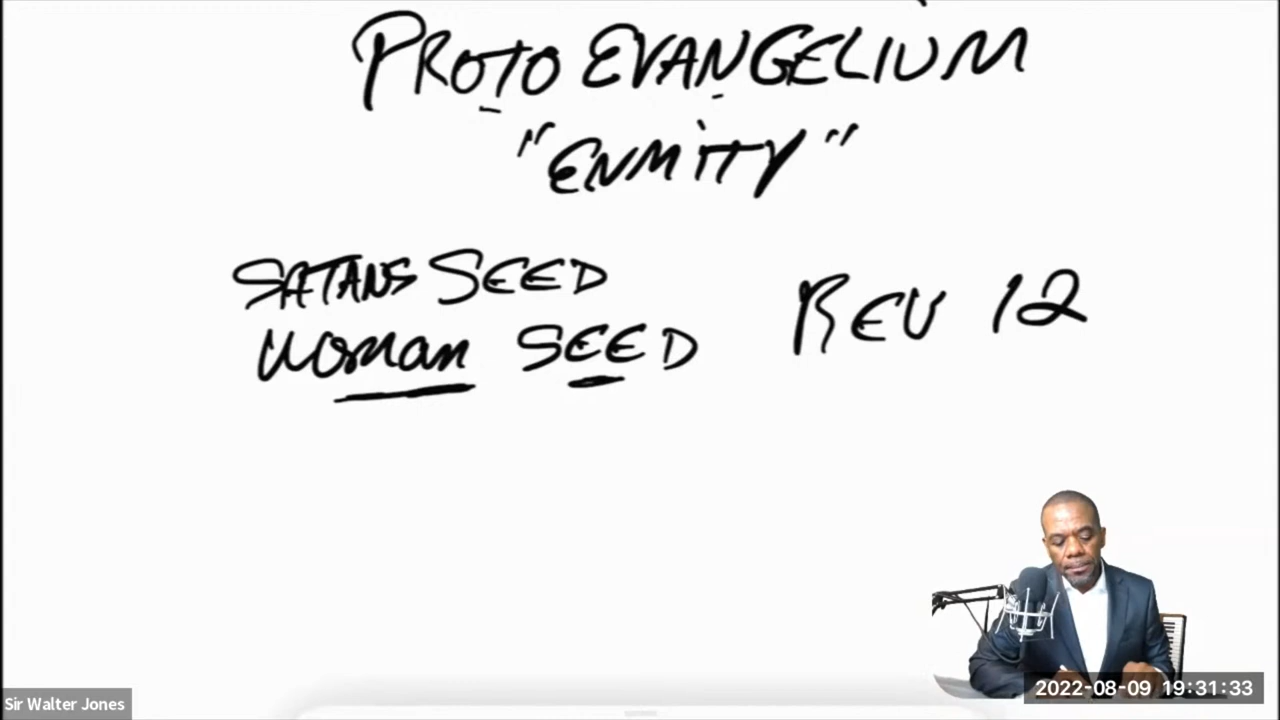 PROTO EVANGELIUM
"ENMITY"
SATANS SEED
WOMAN SEED
REV 12
Sir Walter Jones
2022-08-09 19:31:33